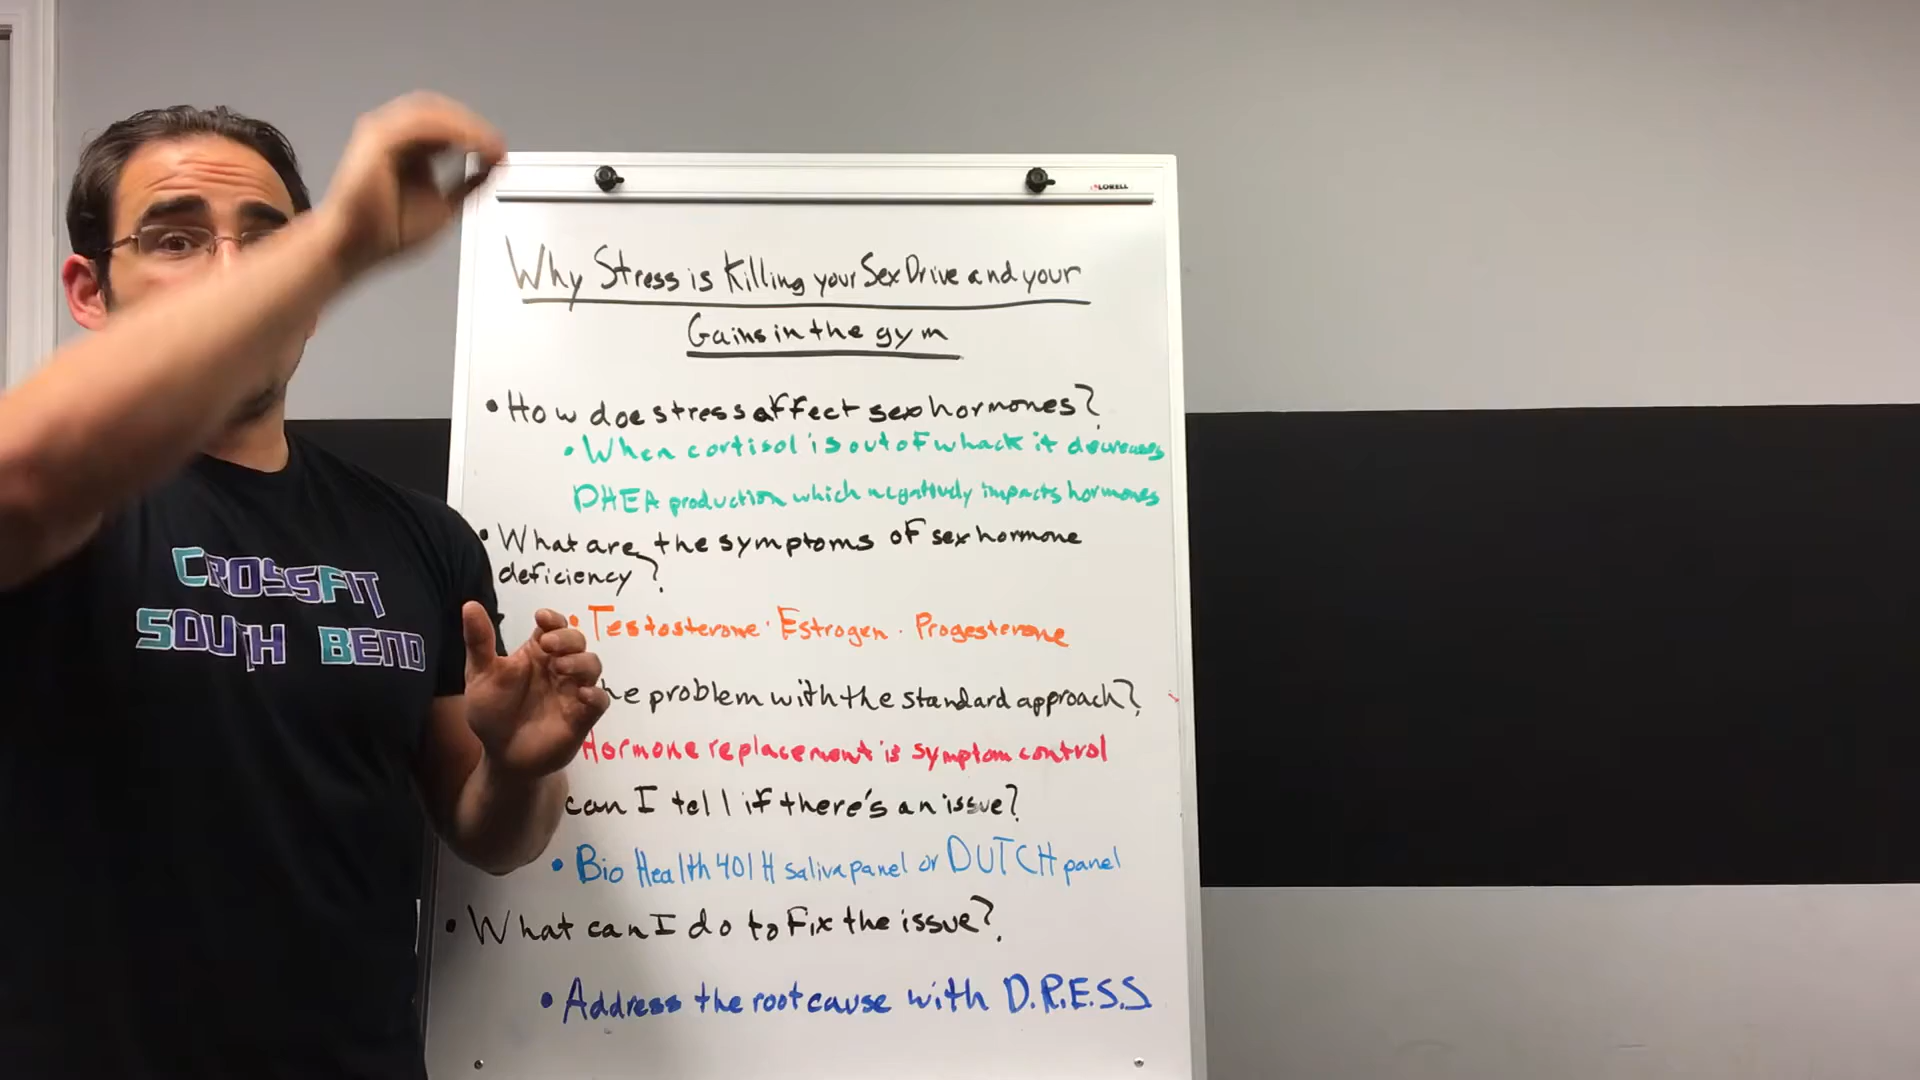 LORELL
Why Stress is Killing your Sex Drive and your
Gains in the gym
• How does stress affect sex hormones?
• When cortisol is out of whack it decreases
DHEA production which negatively impacts hormones
• What are the symptoms of sex hormone
deficiency?
• Testosterone · Estrogen · Progesterone
he problem with the standard approach?
Hormone replacement is symptom control
can I tell if there's an issue?
• Bio Health 401H saliva panel or DUTCH panel
• What can I do to Fix the issue?
• Address the root cause with D.R.E.S.S
CROSSFIT
SOUTH BEND